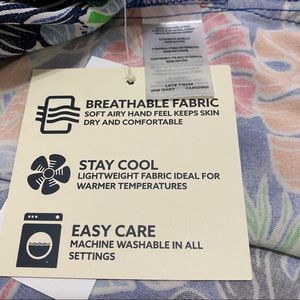 BREATHABLE FABRIC
SOFT AIRY HAND FEEL KEEPS SKIN
DRY AND COMFORTABLE
STAY COOL
LIGHTWEIGHT FABRIC IDEAL FOR
WARMER TEMPERATURES
EASY CARE
MACHINE WASHABLE IN ALL
SETTINGS